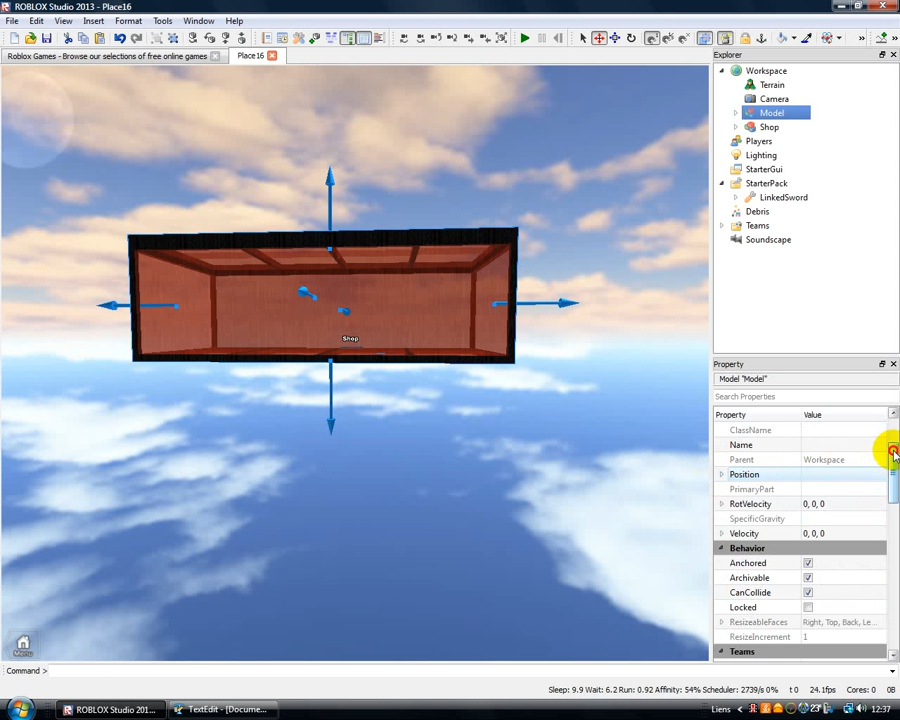 ROBLOX Studio 2013 - Place16
File Edit View Insert Format Tools Window Help
Roblox Games - Browse our selections of free online games
Place16
Explorer
Workspace
Terrain
Camera
Model
Shop
Players
Lighting
StarterGui
StarterPack
LinkedSword
Debris
Teams
Soundscape
Shop
Property
Model "Model"
Search Properties
Property Value
ClassName
Name
Parent Workspace
Position
PrimaryPart
RotVelocity 0, 0, 0
SpecificGravity
Velocity 0, 0, 0
Behavior
Anchored
Archivable
CanCollide
Locked
ResizeableFaces Right, Top, Back, Le...
ResizeIncrement 1
Teams
Menu
Command >
Sleep: 9.9 Wait: 6.2 Run: 0.92 Affinity: 54% Scheduler: 2739/s 0% t 0 24.1fps Cores: 0 0B
ROBLOX Studio 201...
TextEdit - [Docume...
Liens
23°
12:37